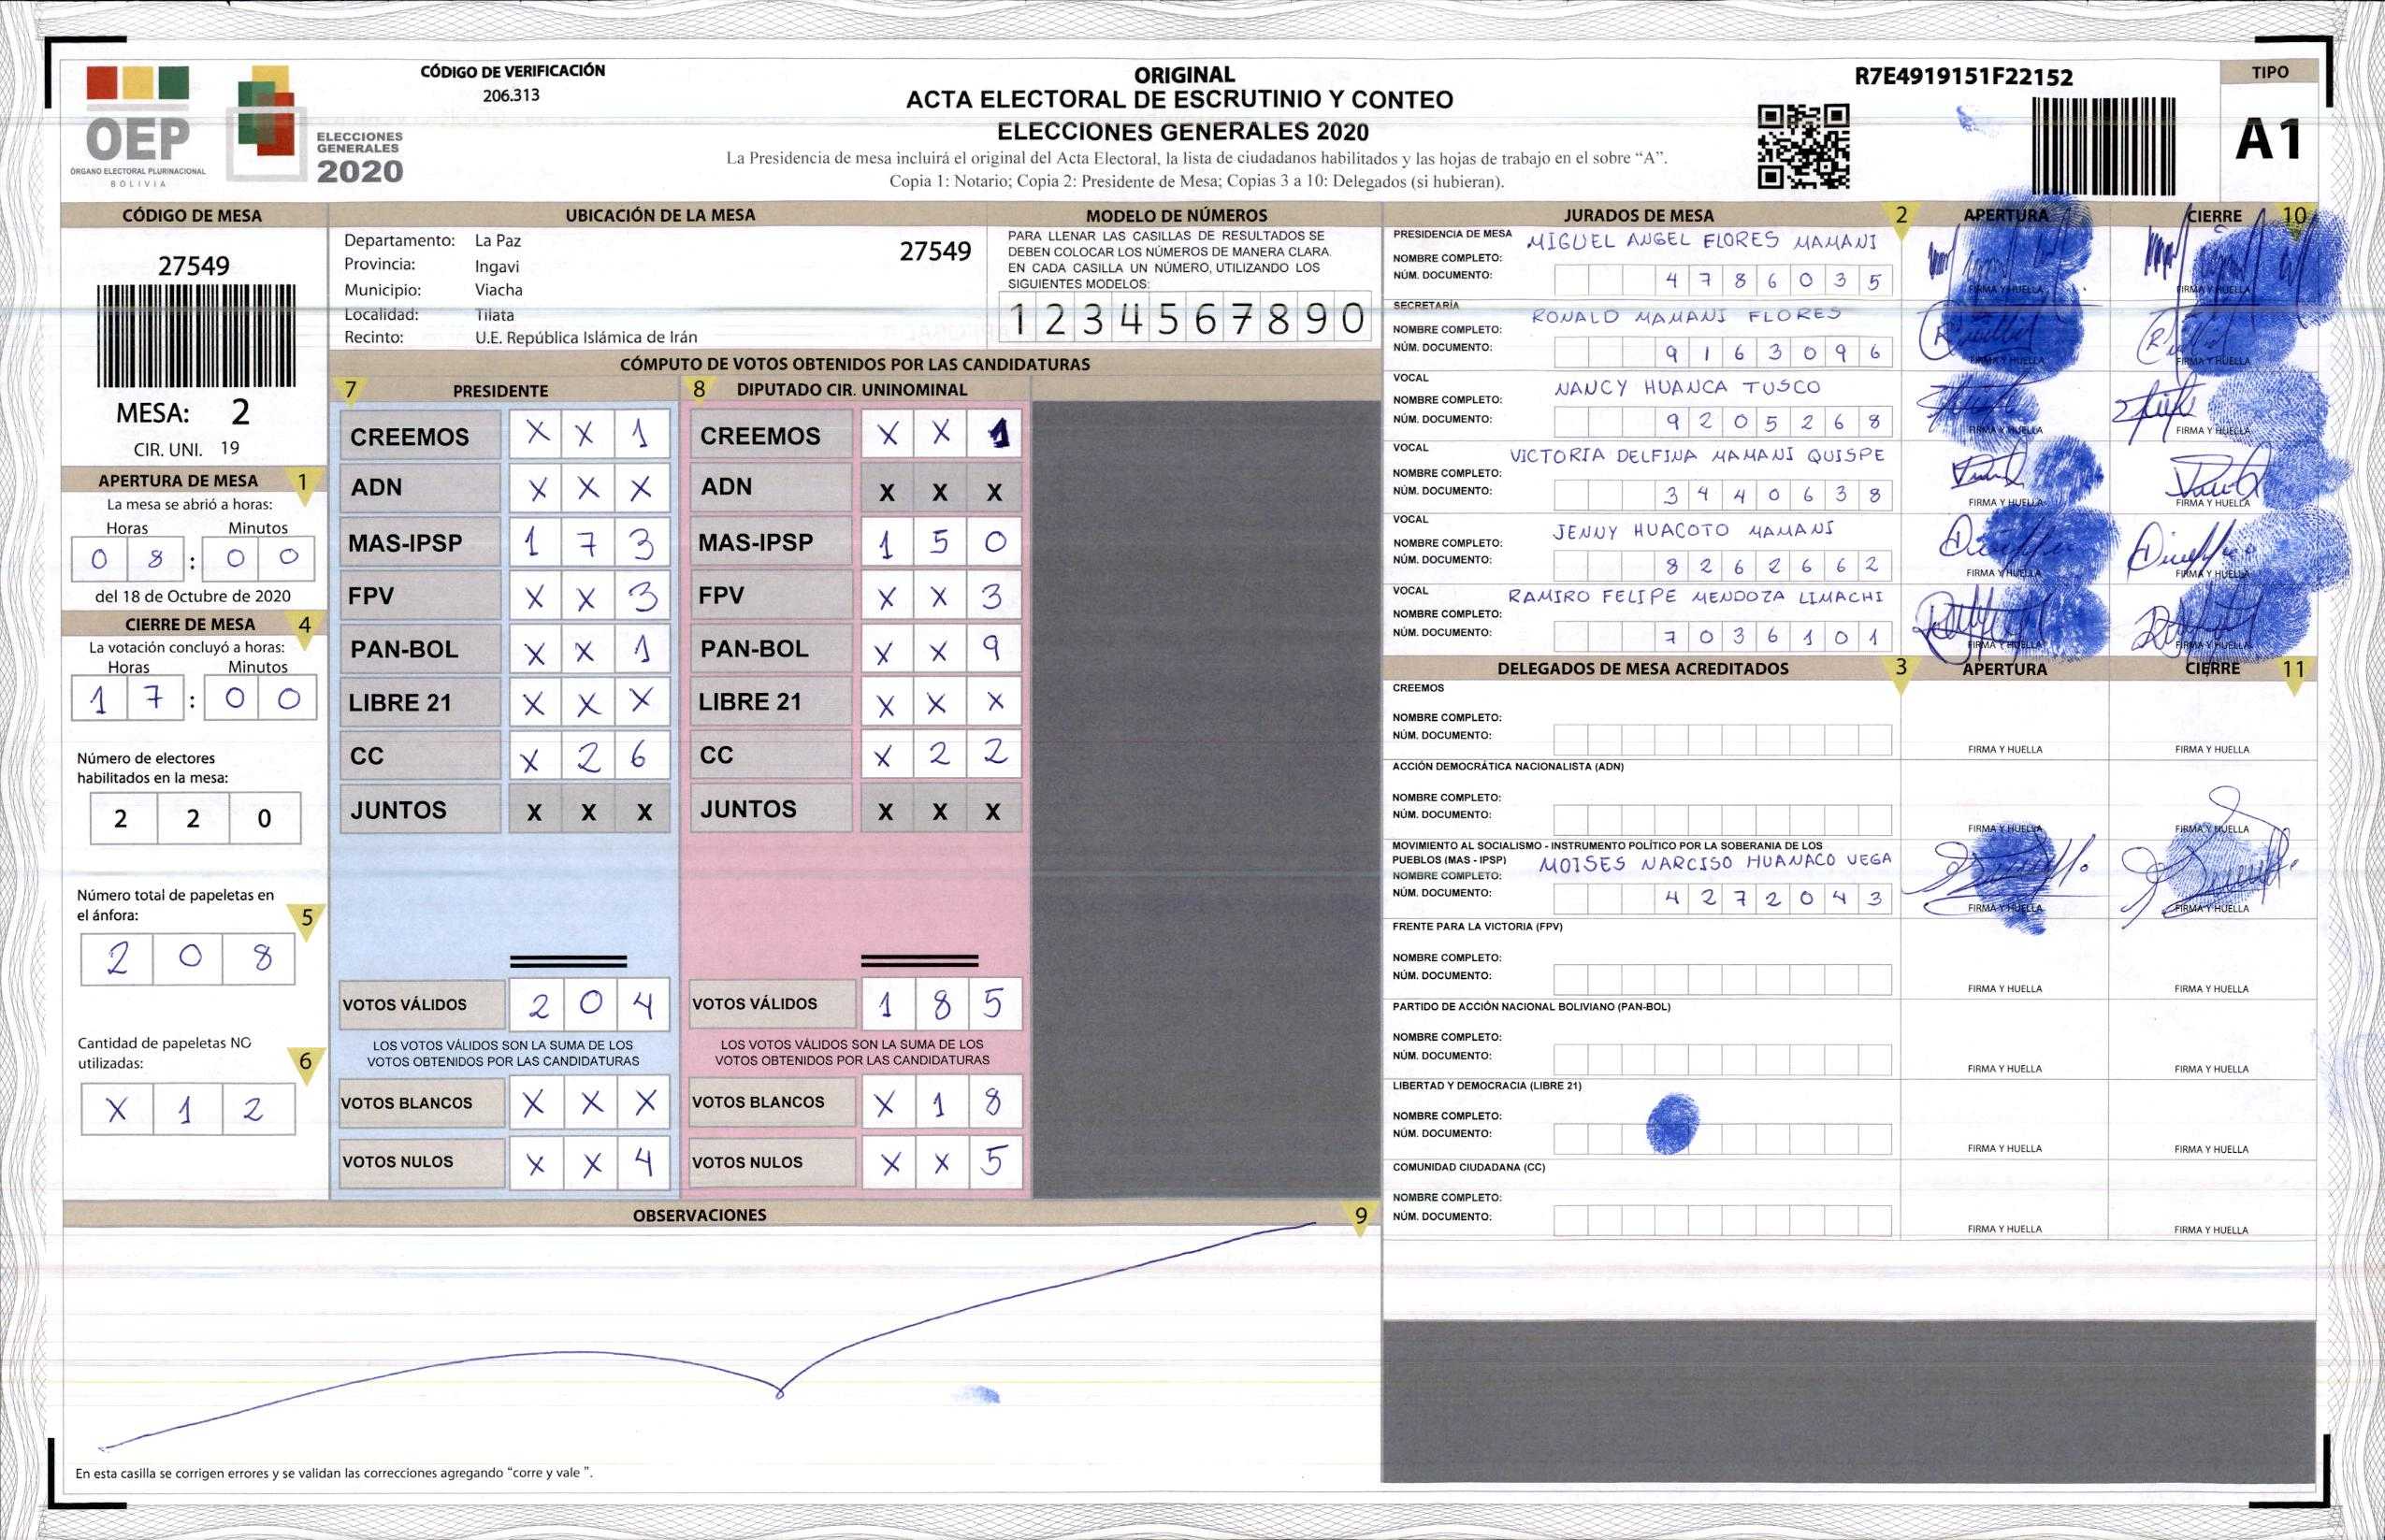 CÓDIGO DE VERIFICACIÓN
206.313
OEP
ÓRGANO ELECTORAL PLURINACIONAL
BOLIVIA
ELECCIONES
GENERALES
2020
ORIGINAL
ACTA ELECTORAL DE ESCRUTINIO Y CONTEO
ELECCIONES GENERALES 2020
La Presidencia de mesa incluirá el original del Acta Electoral, la lista de ciudadanos habilitados y las hojas de trabajo en el sobre “A”.
Copia 1: Notario; Copia 2: Presidente de Mesa; Copias 3 a 10: Delegados (si hubieran).
R7E4919151F22152
TIPO
A1
CÓDIGO DE MESA
27549
MESA: 2
CIR. UNI. 19
APERTURA DE MESA 1
La mesa se abrió a horas:
Horas Minutos
0 8 : 0 0
del 18 de Octubre de 2020
CIERRE DE MESA 4
La votación concluyó a horas:
Horas Minutos
1 7 : 0 0
Número de electores
habilitados en la mesa:
2 2 0
Número total de papeletas en
el ánfora: 5
2 0 8
Cantidad de papeletas NO
utilizadas: 6
X 1 2
UBICACIÓN DE LA MESA
Departamento: La Paz 27549
Provincia: Ingavi
Municipio: Viacha
Localidad: Tilata
Recinto: U.E. República Islámica de Irán
MODELO DE NÚMEROS
PARA LLENAR LAS CASILLAS DE RESULTADOS SE
DEBEN COLOCAR LOS NÚMEROS DE MANERA CLARA.
EN CADA CASILLA UN NÚMERO, UTILIZANDO LOS
SIGUIENTES MODELOS:
1 2 3 4 5 6 7 8 9 0
CÓMPUTO DE VOTOS OBTENIDOS POR LAS CANDIDATURAS
7 PRESIDENTE
CREEMOS X X 1
ADN X X X
MAS-IPSP 1 7 3
FPV X X 3
PAN-BOL X X 1
LIBRE 21 X X X
CC X 2 6
JUNTOS X X X
VOTOS VÁLIDOS 2 0 4
LOS VOTOS VÁLIDOS SON LA SUMA DE LOS
VOTOS OBTENIDOS POR LAS CANDIDATURAS
VOTOS BLANCOS X X X
VOTOS NULOS X X 4
8 DIPUTADO CIR. UNINOMINAL
CREEMOS X X 1
ADN X X X
MAS-IPSP 1 5 0
FPV X X 3
PAN-BOL X X 9
LIBRE 21 X X X
CC X 2 2
JUNTOS X X X
VOTOS VÁLIDOS 1 8 5
LOS VOTOS VÁLIDOS SON LA SUMA DE LOS
VOTOS OBTENIDOS POR LAS CANDIDATURAS
VOTOS BLANCOS X 1 8
VOTOS NULOS X X 5
OBSERVACIONES 9
En esta casilla se corrigen errores y se validan las correcciones agregando “corre y vale ”.
JURADOS DE MESA 2 APERTURA CIERRE 10
PRESIDENCIA DE MESA MIGUEL ANGEL FLORES MAMANI
NOMBRE COMPLETO:
NÚM. DOCUMENTO: 4 7 8 6 0 3 5
FIRMA Y HUELLA FIRMA Y HUELLA
SECRETARÍA RONALD MAMANI FLORES
NOMBRE COMPLETO:
NÚM. DOCUMENTO: 9 1 6 3 0 9 6
FIRMA Y HUELLA FIRMA Y HUELLA
VOCAL NANCY HUANCA TUSCO
NOMBRE COMPLETO:
NÚM. DOCUMENTO: 9 2 0 5 2 6 8
FIRMA Y HUELLA FIRMA Y HUELLA
VOCAL VICTORIA DELFINA MAMANI QUISPE
NOMBRE COMPLETO:
NÚM. DOCUMENTO: 3 4 4 0 6 3 8
FIRMA Y HUELLA FIRMA Y HUELLA
VOCAL JENNY HUACOTO MAMANI
NOMBRE COMPLETO:
NÚM. DOCUMENTO: 8 2 6 2 6 6 2
FIRMA Y HUELLA FIRMA Y HUELLA
VOCAL RAMIRO FELIPE MENDOZA LIMACHI
NOMBRE COMPLETO:
NÚM. DOCUMENTO: 7 0 3 6 1 0 1
FIRMA Y HUELLA FIRMA Y HUELLA
DELEGADOS DE MESA ACREDITADOS 3 APERTURA CIERRE 11
CREEMOS
NOMBRE COMPLETO:
NÚM. DOCUMENTO:
FIRMA Y HUELLA FIRMA Y HUELLA
ACCIÓN DEMOCRÁTICA NACIONALISTA (ADN)
NOMBRE COMPLETO:
NÚM. DOCUMENTO:
FIRMA Y HUELLA FIRMA Y HUELLA
MOVIMIENTO AL SOCIALISMO - INSTRUMENTO POLÍTICO POR LA SOBERANIA DE LOS
PUEBLOS (MAS - IPSP) MOISES NARCISO HUANACO VEGA
NOMBRE COMPLETO:
NÚM. DOCUMENTO: 4 2 7 2 0 4 3
FIRMA Y HUELLA FIRMA Y HUELLA
FRENTE PARA LA VICTORIA (FPV)
NOMBRE COMPLETO:
NÚM. DOCUMENTO:
FIRMA Y HUELLA FIRMA Y HUELLA
PARTIDO DE ACCIÓN NACIONAL BOLIVIANO (PAN-BOL)
NOMBRE COMPLETO:
NÚM. DOCUMENTO:
FIRMA Y HUELLA FIRMA Y HUELLA
LIBERTAD Y DEMOCRACIA (LIBRE 21)
NOMBRE COMPLETO:
NÚM. DOCUMENTO:
FIRMA Y HUELLA FIRMA Y HUELLA
COMUNIDAD CIUDADANA (CC)
NOMBRE COMPLETO:
NÚM. DOCUMENTO:
FIRMA Y HUELLA FIRMA Y HUELLA